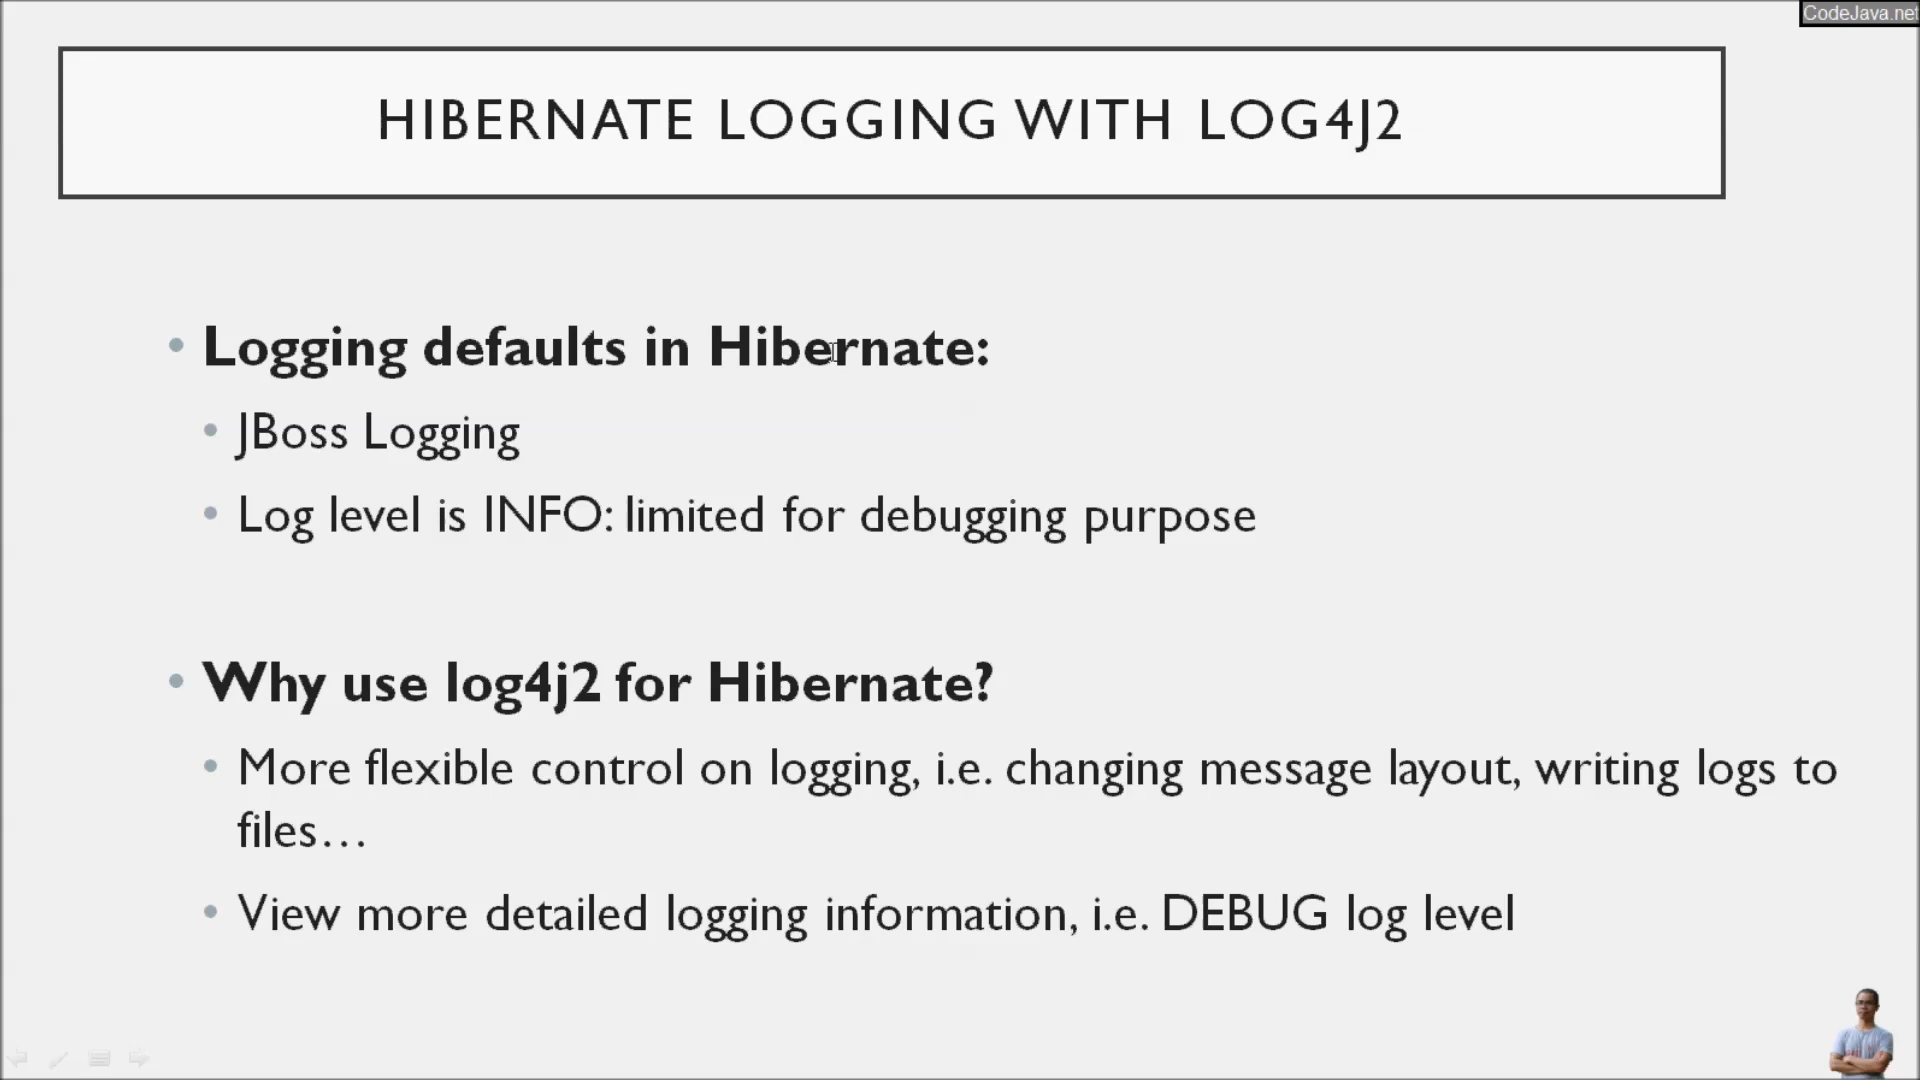 CodeJava.net
HIBERNATE LOGGING WITH LOG4J2
• Logging defaults in Hibernate:
• JBoss Logging
• Log level is INFO: limited for debugging purpose
• Why use log4j2 for Hibernate?
• More flexible control on logging, i.e. changing message layout, writing logs to
files…
• View more detailed logging information, i.e. DEBUG log level